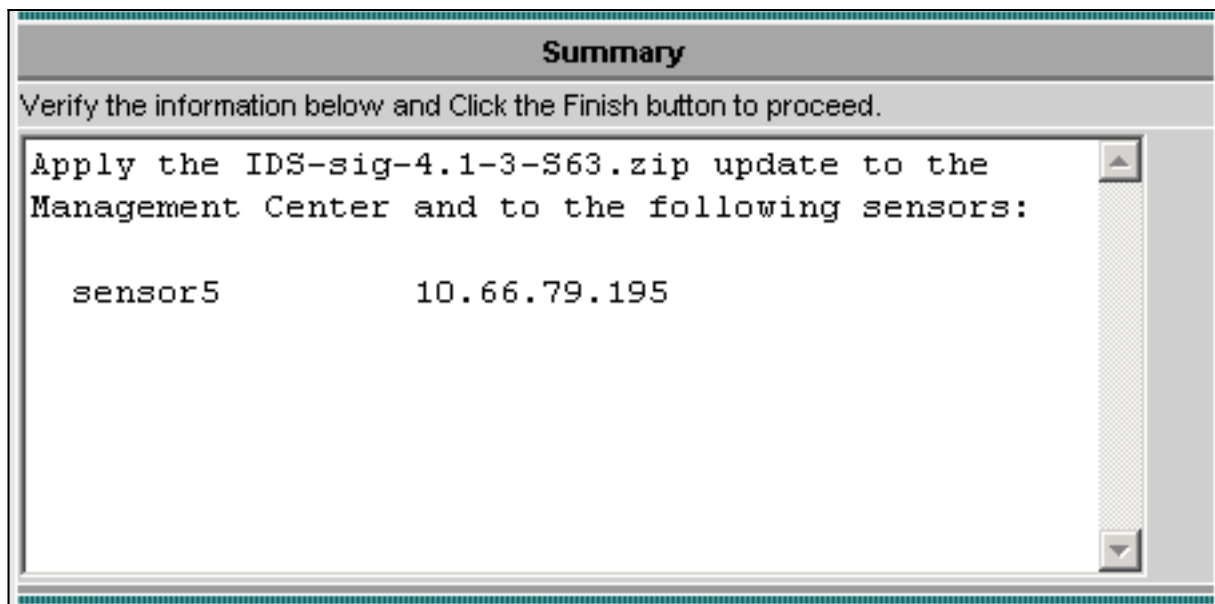 Summary
Verify the information below and Click the Finish button to proceed.
Apply the IDS-sig-4.1-3-S63.zip update to the
Management Center and to the following sensors:
sensor5 10.66.79.195